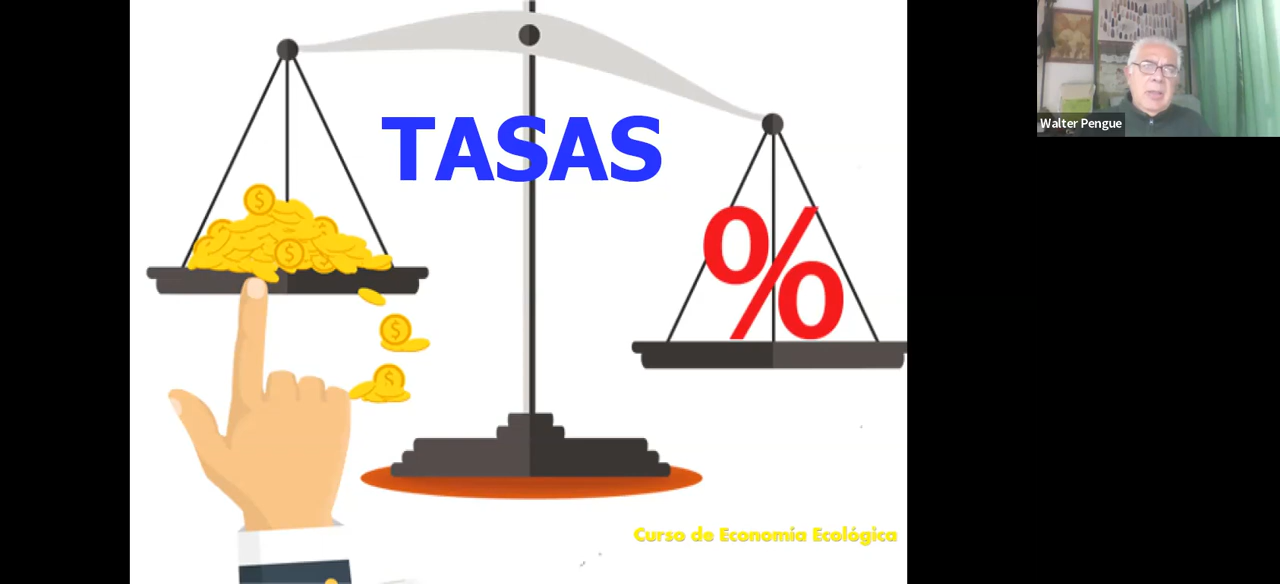 TASAS
$
$
$
$
%
Curso de Economía Ecológica
Walter Pengue